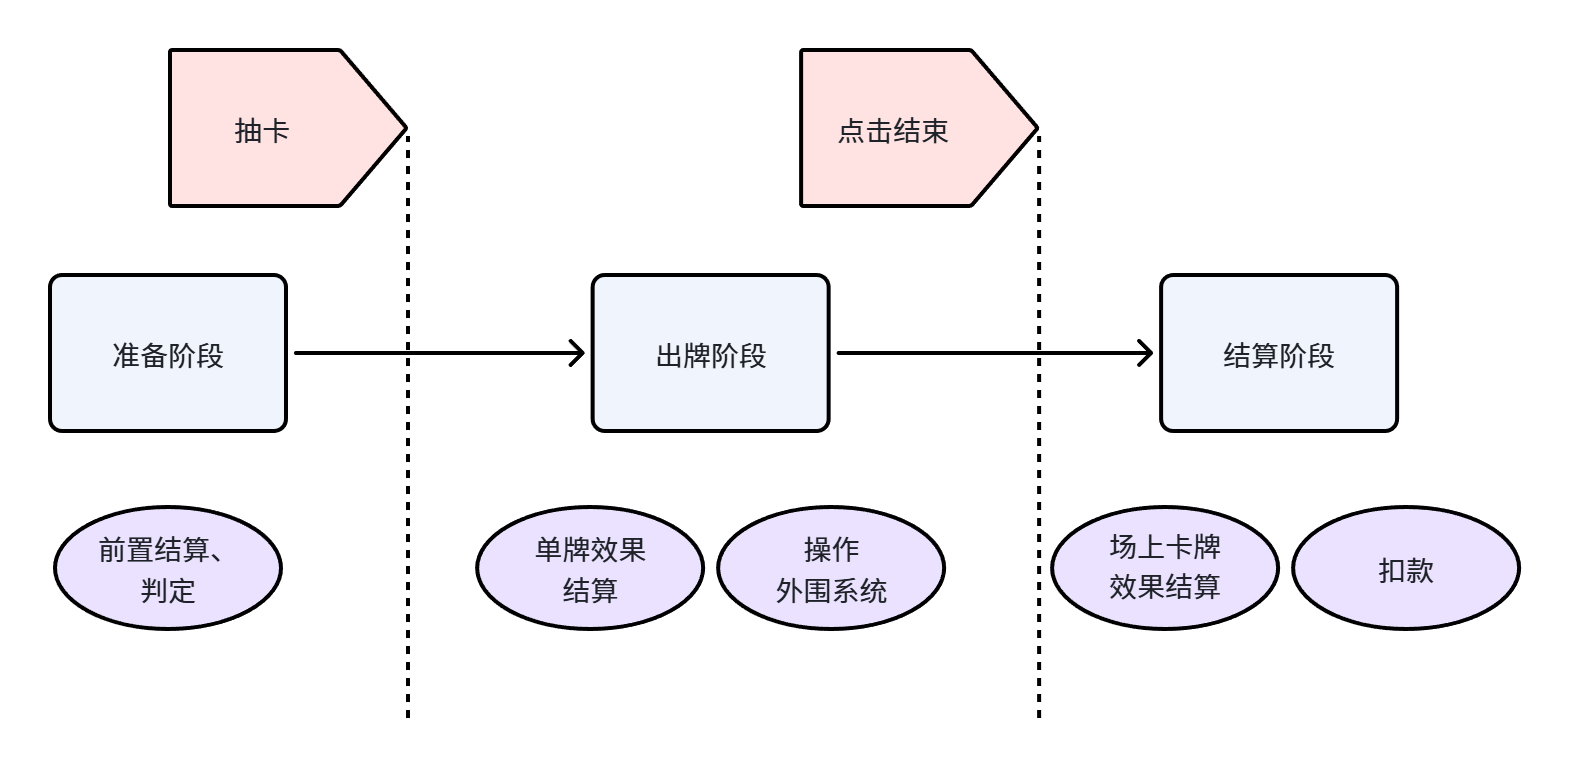 抽卡
点击结束
准备阶段
出牌阶段
结算阶段
前置结算、
判定
单牌效果
结算
操作
外围系统
场上卡牌
效果结算
扣款